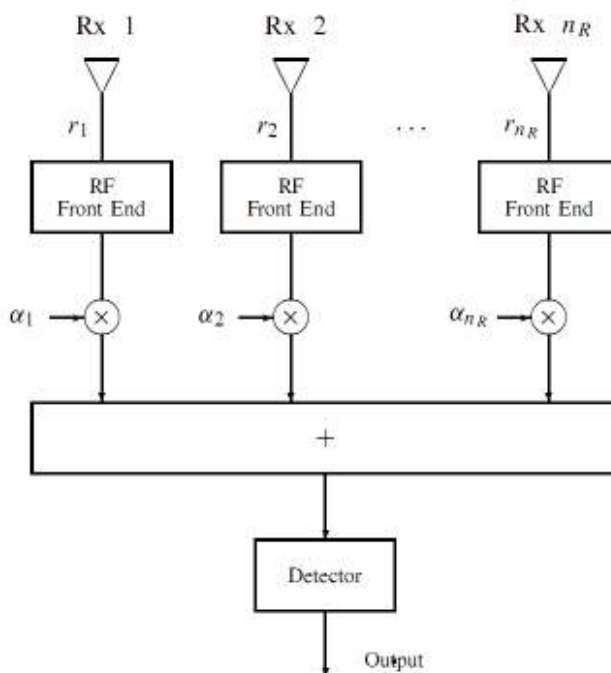 Rx 1 Rx 2 Rx n_R
r_1 r_2 ... r_{n_R}
RF RF RF
Front End Front End Front End
α_1 × α_2 × α_{n_R} ×
+
Detector
Output